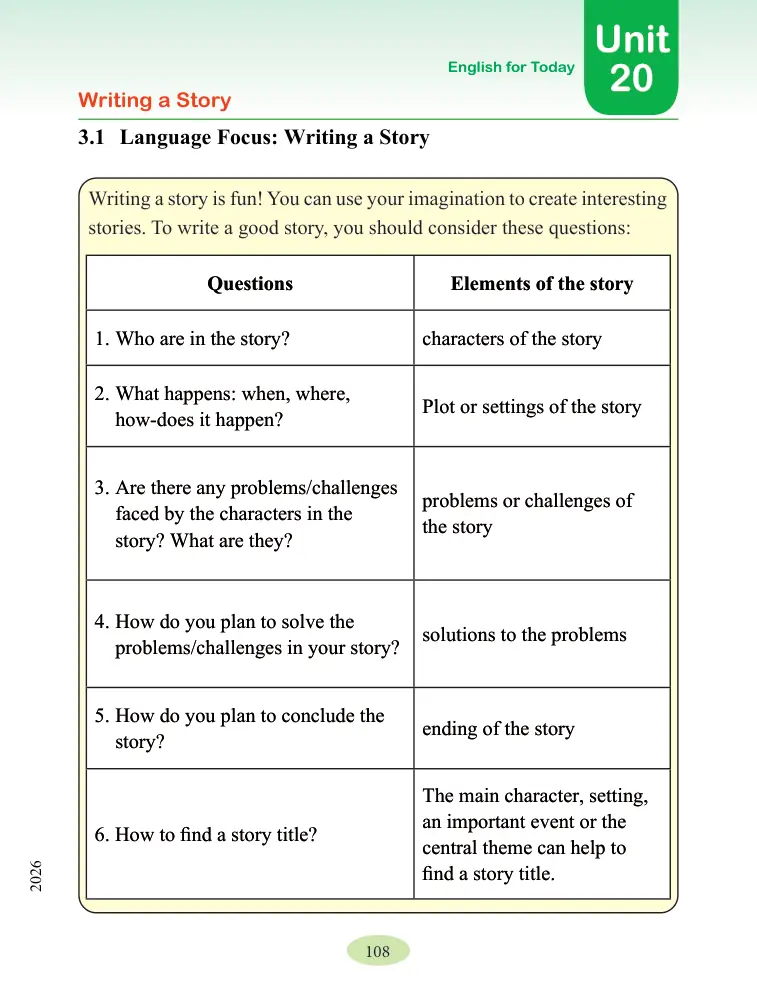 Unit
20
English for Today
Writing a Story
3.1 Language Focus: Writing a Story
Writing a story is fun! You can use your imagination to create interesting
stories. To write a good story, you should consider these questions:
Questions
Elements of the story
1. Who are in the story?
characters of the story
2. What happens: when, where,
how-does it happen?
Plot or settings of the story
3. Are there any problems/challenges
faced by the characters in the
story? What are they?
problems or challenges of
the story
4. How do you plan to solve the
problems/challenges in your story?
solutions to the problems
5. How do you plan to conclude the
story?
ending of the story
6. How to find a story title?
The main character, setting,
an important event or the
central theme can help to
find a story title.
2026
108